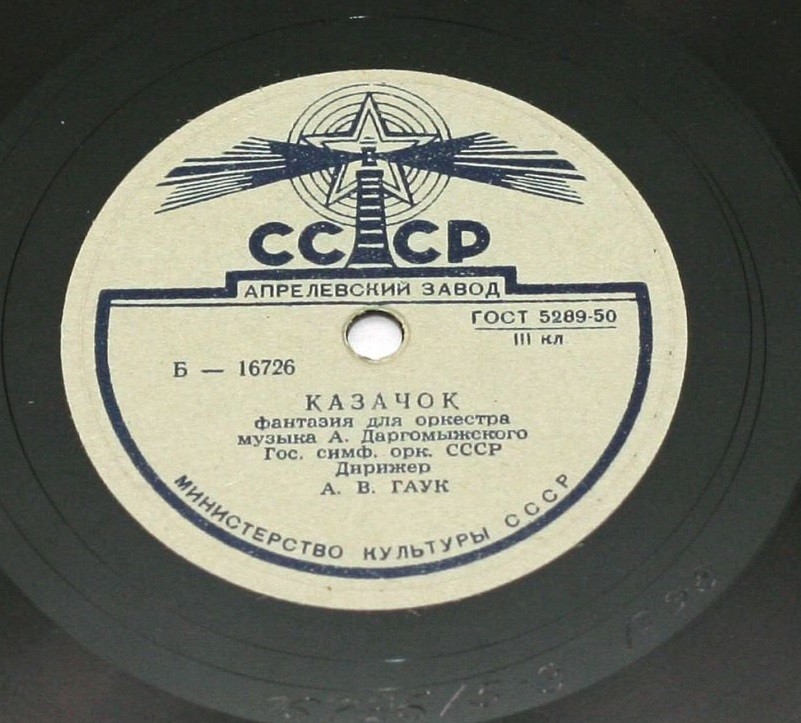 СССР
АПРЕЛЕВСКИЙ ЗАВОД
ГОСТ 5289-50
III кл
Б — 16726
КАЗАЧОК
фантазия для оркестра
музыка А. Даргомыжского
Гос. симф. орк. СССР
Дирижер
А. В. ГАУК
МИНИСТЕРСТВО КУЛЬТУРЫ СССР